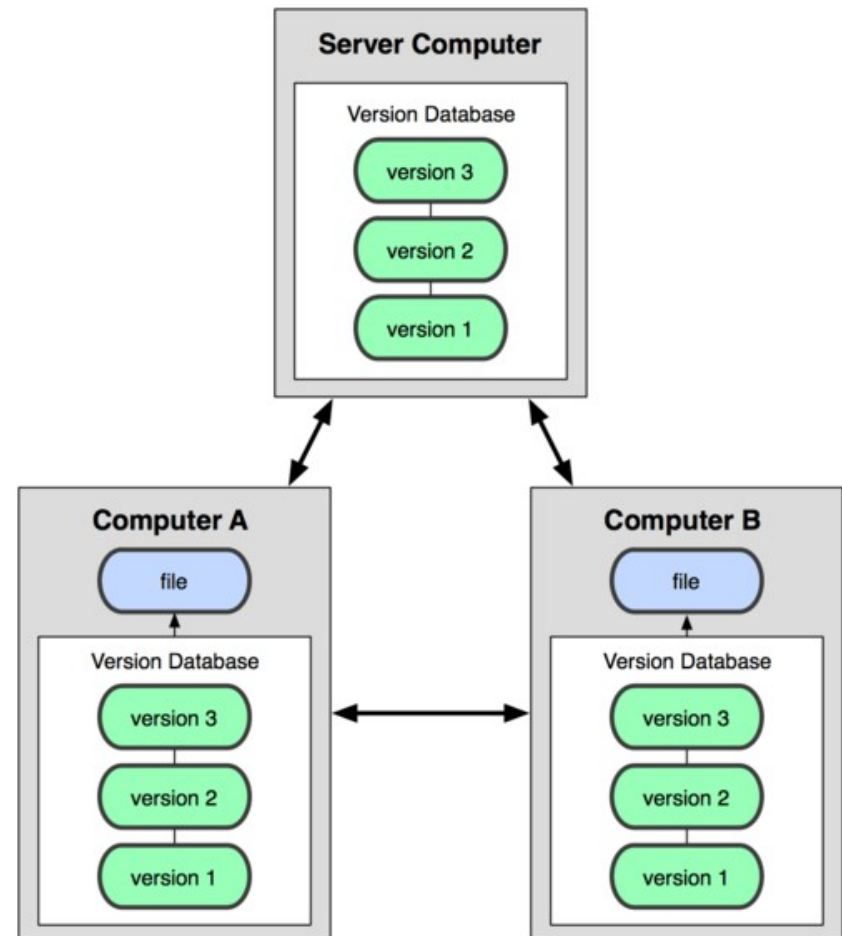 Server Computer
Version Database
version 3
version 2
version 1
Computer A
file
Version Database
version 3
version 2
version 1
Computer B
file
Version Database
version 3
version 2
version 1